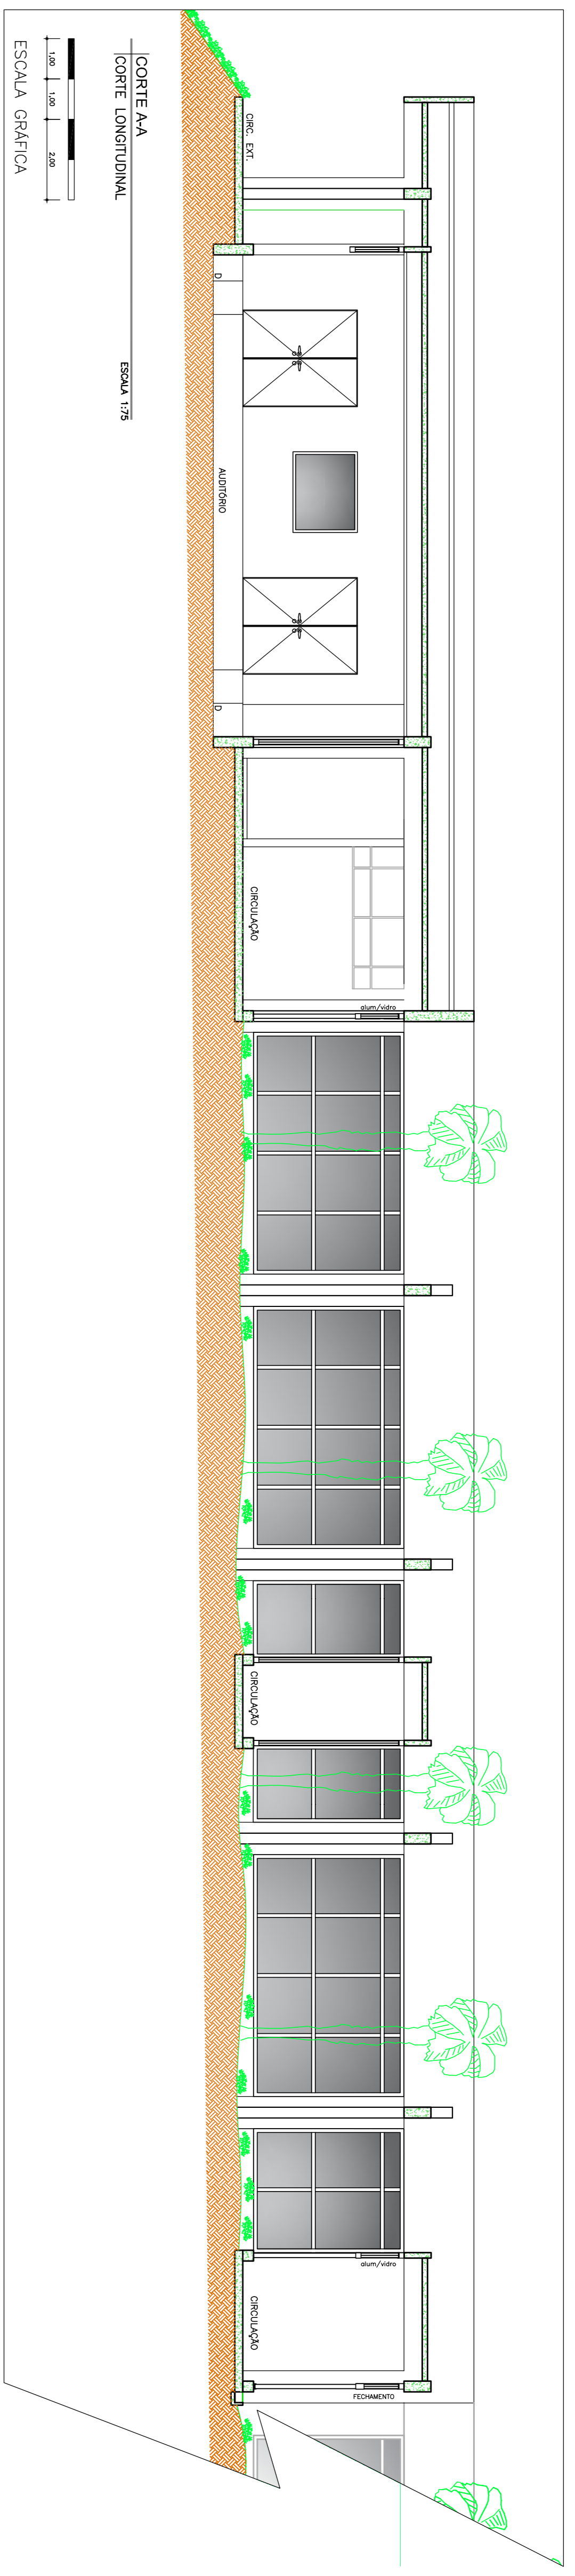 CIRC. EXT.
D
AUDITÓRIO
D
CIRCULAÇÃO
alum/vidro
CIRCULAÇÃO
alum/vidro
CIRCULAÇÃO
FECHAMENTO
CORTE A-A
CORTE LONGITUDINAL
ESCALA 1:75
1,00 1,00 2,00
ESCALA GRÁFICA